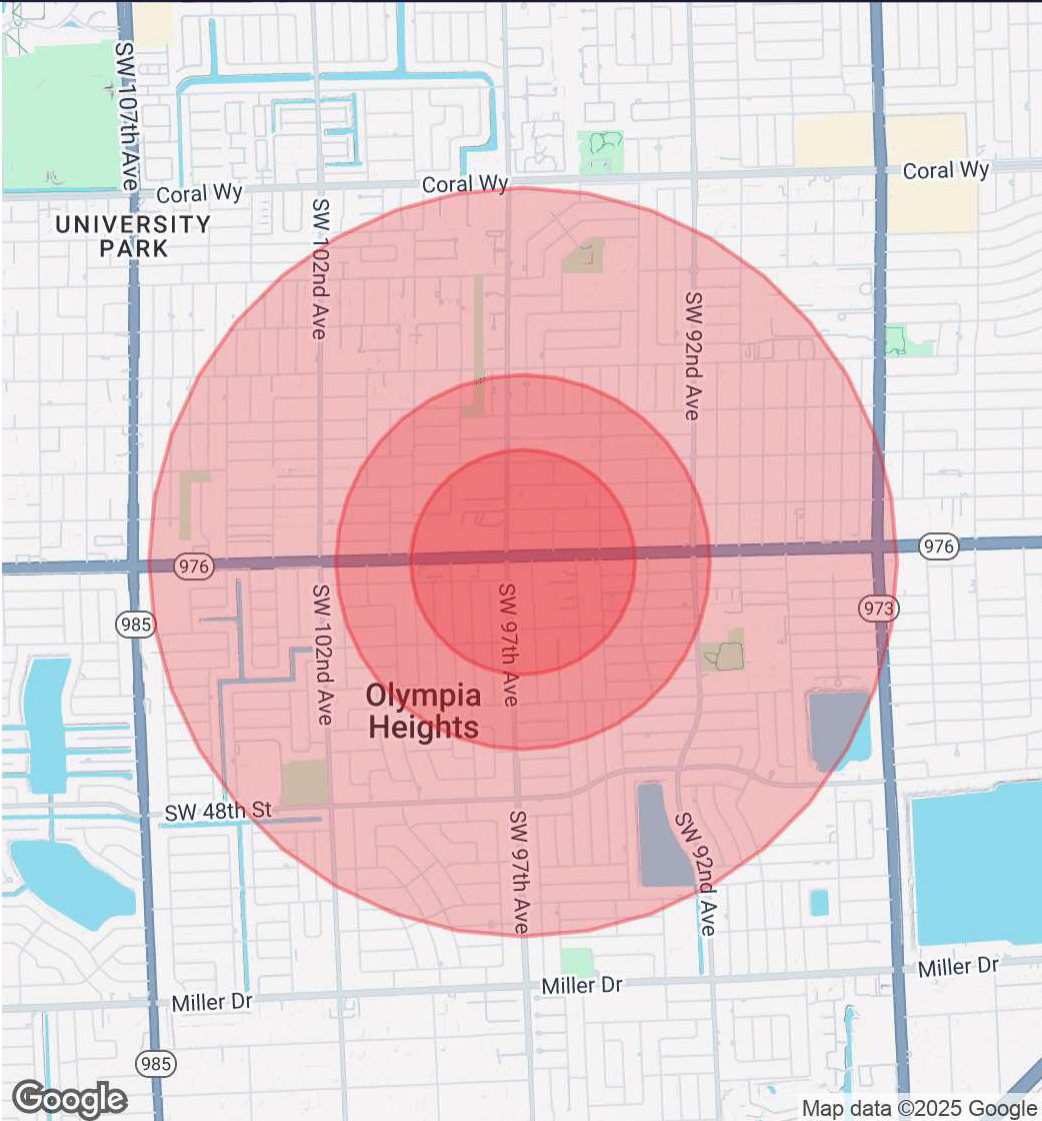 SW 107th Ave
Coral Wy
Coral Wy
Coral Wy
UNIVERSITY
PARK
SW 102nd Ave
SW 92nd Ave
976
976
985
973
SW 102nd Ave
SW 97th Ave
Olympia
Heights
SW 48th St
SW 97th Ave
SW 92nd Ave
Miller Dr
Miller Dr
Miller Dr
985
Google
Map data ©2025 Google